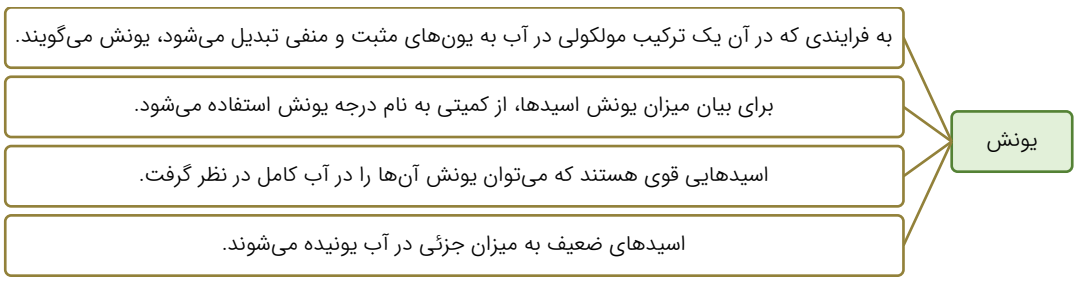 یونش
به فرایندی که در آن یک ترکیب مولکولی در آب به یون‌های مثبت و منفی تبدیل می‌شود، یونش می‌گویند.
برای بیان میزان یونش اسیدها، از کمیتی به نام درجه یونش استفاده می‌شود.
اسیدهایی قوی هستند که می‌توان یونش آن‌ها را در آب کامل در نظر گرفت.
اسیدهای ضعیف به میزان جزئی در آب یونیده می‌شوند.